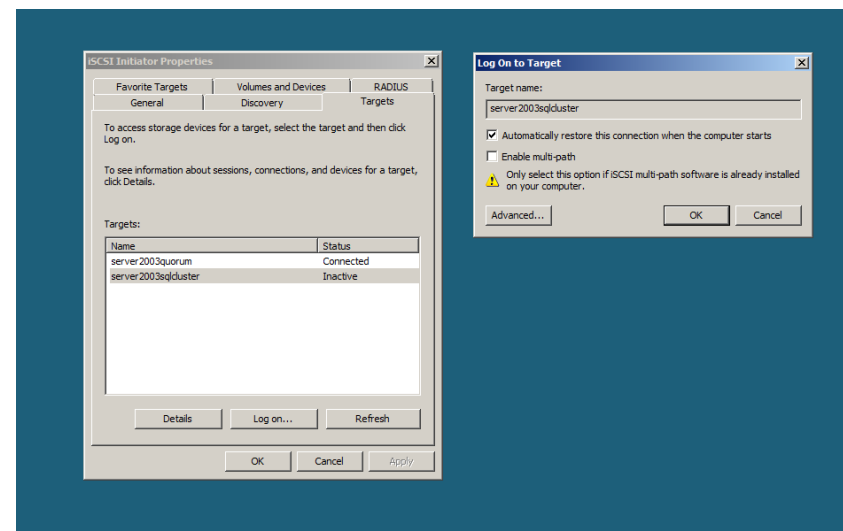 iSCSI Initiator Properties
Favorite Targets
Volumes and Devices
RADIUS
General
Discovery
Targets
To access storage devices for a target, select the target and then click
Log on.
To see information about sessions, connections, and devices for a target,
click Details.
Targets:
Name Status
server2003quorum Connected
server2003sqlcluster Inactive
Details
Log on...
Refresh
OK
Cancel
Apply
Log On to Target
Target name:
server2003sqlcluster
Automatically restore this connection when the computer starts
Enable multi-path
Only select this option if iSCSI multi-path software is already installed
on your computer.
Advanced...
OK
Cancel